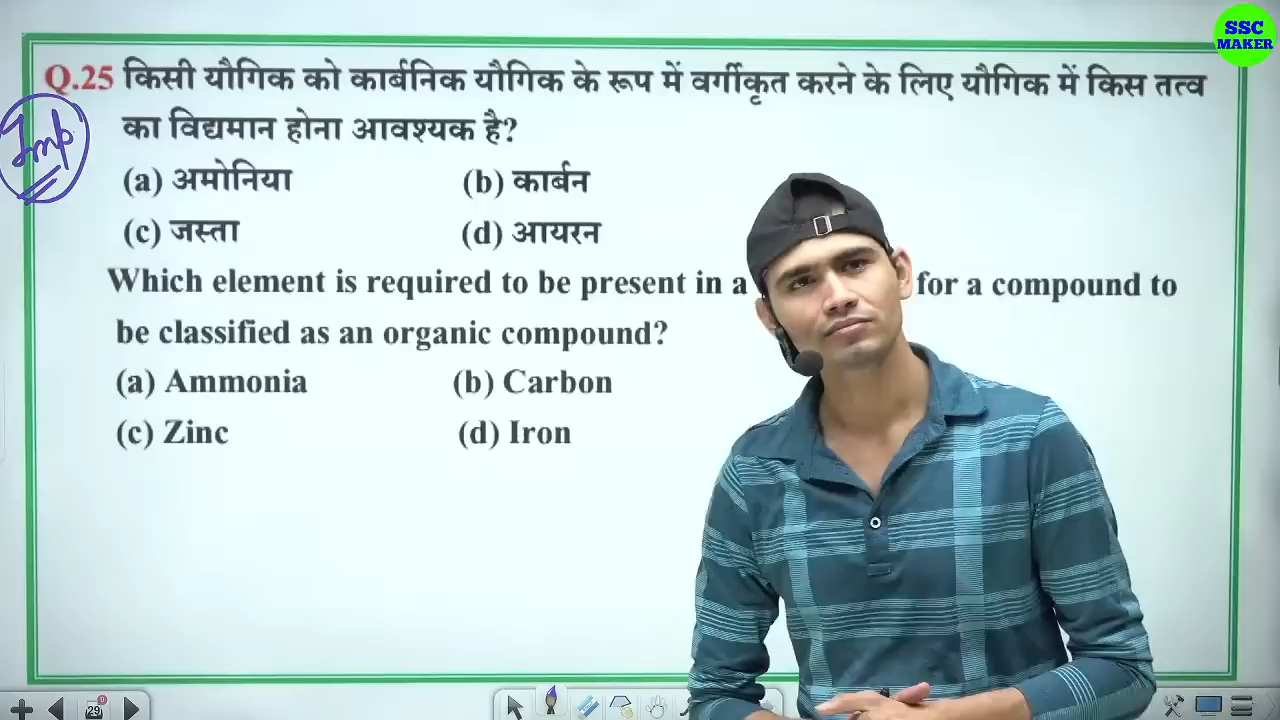 SSC
MAKER
Q.25 किसी यौगिक को कार्बनिक यौगिक के रूप में वर्गीकृत करने के लिए यौगिक में किस तत्व
Imp
का विद्यमान होना आवश्यक है?
(a) अमोनिया (b) कार्बन
(c) जस्ता (d) आयरन
Which element is required to be present in a for a compound to
be classified as an organic compound?
(a) Ammonia (b) Carbon
(c) Zinc (d) Iron
29